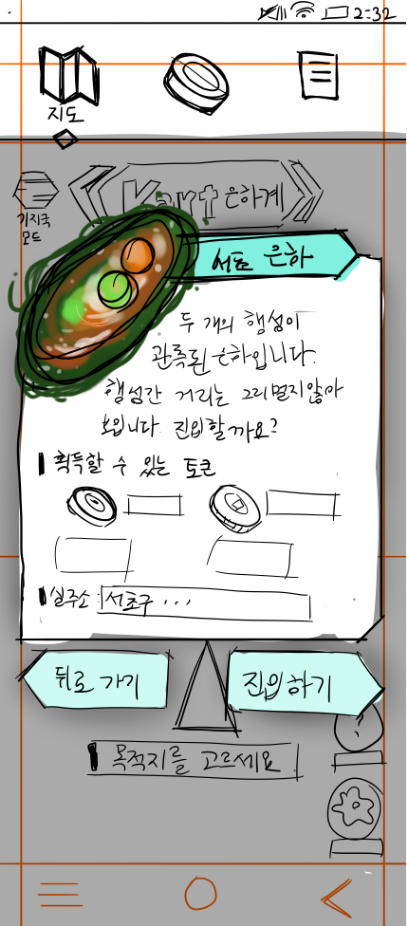 2:32
지도
Kart 은하계
기지국
모드
서초 은하
두 개의 행성이
관측된 은하입니다.
행성간 거리는 그리 멀지않아
보입니다. 진입할까요?
획득할 수 있는 토큰
실주소: 서초구 ...
뒤로 가기
진입하기
목적지를 고르세요.
?